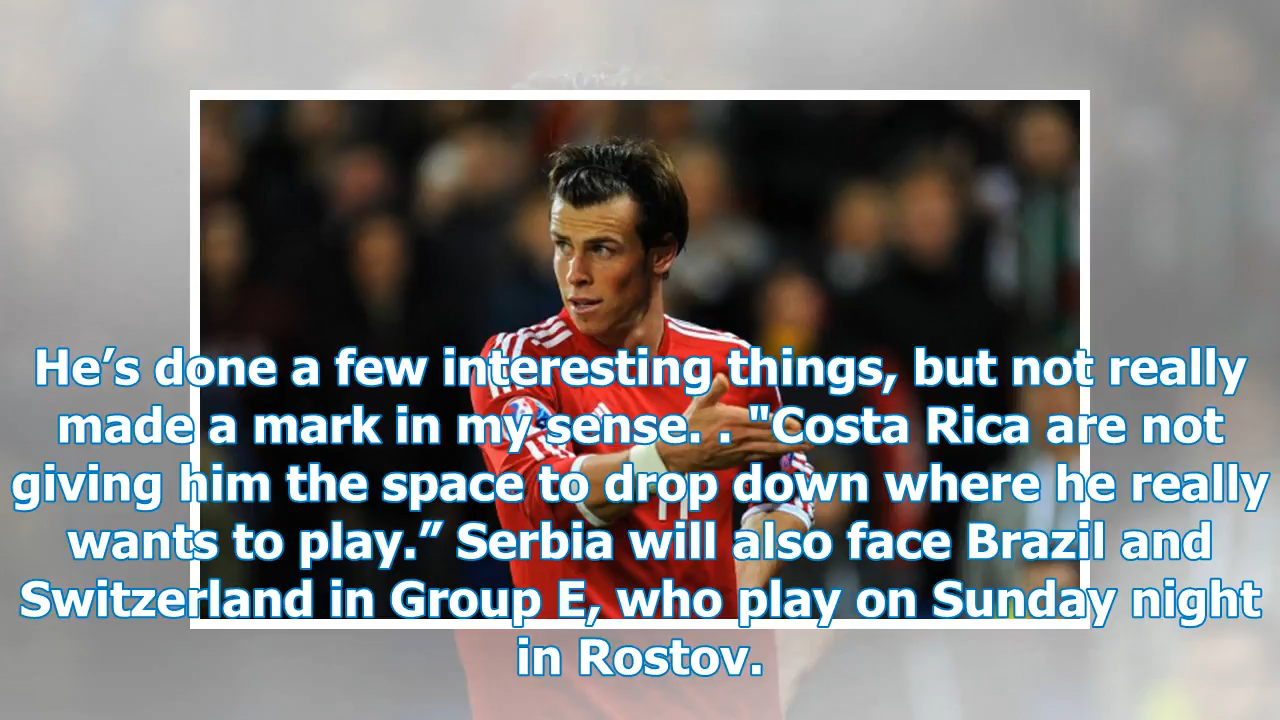 He’s done a few interesting things, but not really
made a mark in my sense. . "Costa Rica are not
giving him the space to drop down where he really
wants to play.” Serbia will also face Brazil and
Switzerland in Group E, who play on Sunday night
in Rostov.
11